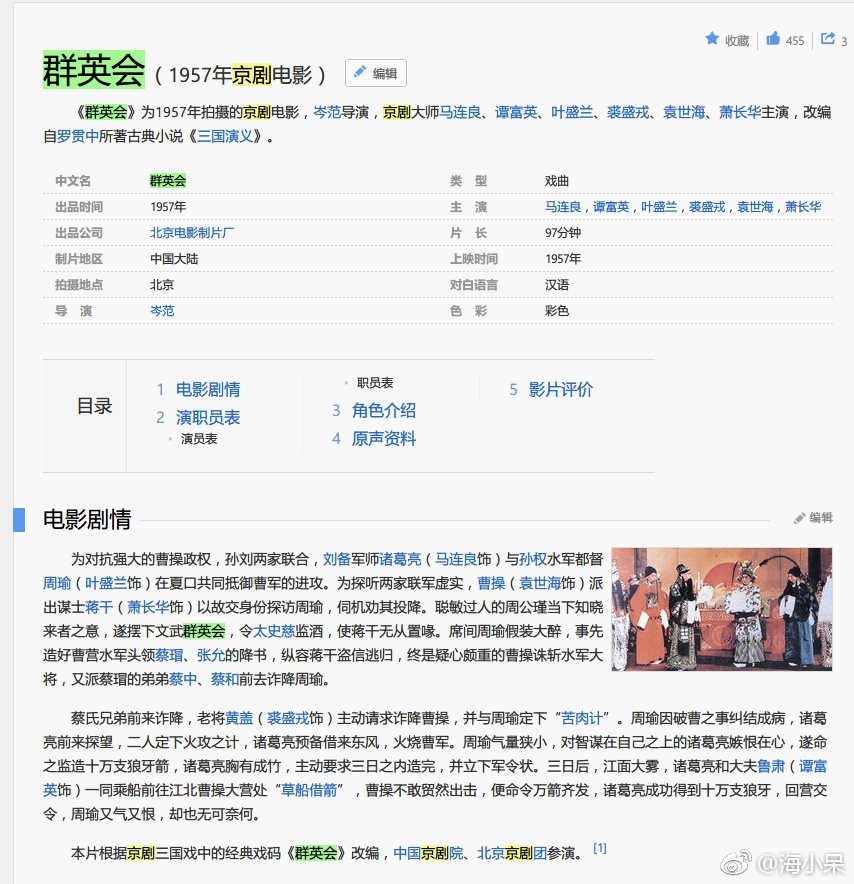 收藏 455 3
群英会（1957年京剧电影） 编辑
《群英会》为1957年拍摄的京剧电影，岑范导演，京剧大师马连良、谭富英、叶盛兰、裘盛戎、袁世海、萧长华主演，改编
自罗贯中所著古典小说《三国演义》。
中文名 群英会 类 型 戏曲
出品时间 1957年 主 演 马连良，谭富英，叶盛兰，裘盛戎，袁世海，萧长华
出品公司 北京电影制片厂 片 长 97分钟
制片地区 中国大陆 上映时间 1957年
拍摄地点 北京 对白语言 汉语
导 演 岑范 色 彩 彩色
目录
1 电影剧情
2 演职员表
演员表
职员表
3 角色介绍
4 原声资料
5 影片评价
电影剧情 编辑
为对抗强大的曹操政权，孙刘两家联合，刘备军师诸葛亮（马连良饰）与孙权水军都督
周瑜（叶盛兰饰）在夏口共同抵御曹军的进攻。为探听两家联军虚实，曹操（袁世海饰）派
出谋士蒋干（萧长华饰）以故交身份探访周瑜，伺机劝其投降。聪敏过人的周公瑾当下知晓
来者之意，遂摆下文武群英会，令太史慈监酒，使蒋干无从置喙。席间周瑜假装大醉，事先
造好曹营水军头领蔡瑁、张允的降书，纵容蒋干盗信逃归，终是疑心颇重的曹操诛斩水军大
将，又派蔡瑁的弟弟蔡中、蔡和前去诈降周瑜。
蔡氏兄弟前来诈降，老将黄盖（裘盛戎饰）主动请求诈降曹操，并与周瑜定下“苦肉计”。周瑜因破曹之事纠结成病，诸葛
亮前来探望，二人定下火攻之计，诸葛亮预备借来东风，火烧曹军。周瑜气量狭小，对智谋在自己之上的诸葛亮嫉恨在心，遂命
之监造十万支狼牙箭，诸葛亮胸有成竹，主动要求三日之内造完，并立下军令状。三日后，江面大雾，诸葛亮和大夫鲁肃（谭富
英饰）一同乘船前往江北曹操大营处“草船借箭”，曹操不敢贸然出击，便命令万箭齐发，诸葛亮成功得到十万支狼牙，回营交
令，周瑜又气又恨，却也无可奈何。
本片根据京剧三国戏中的经典戏码《群英会》改编，中国京剧院、北京京剧团参演。 [1]
@海小呆